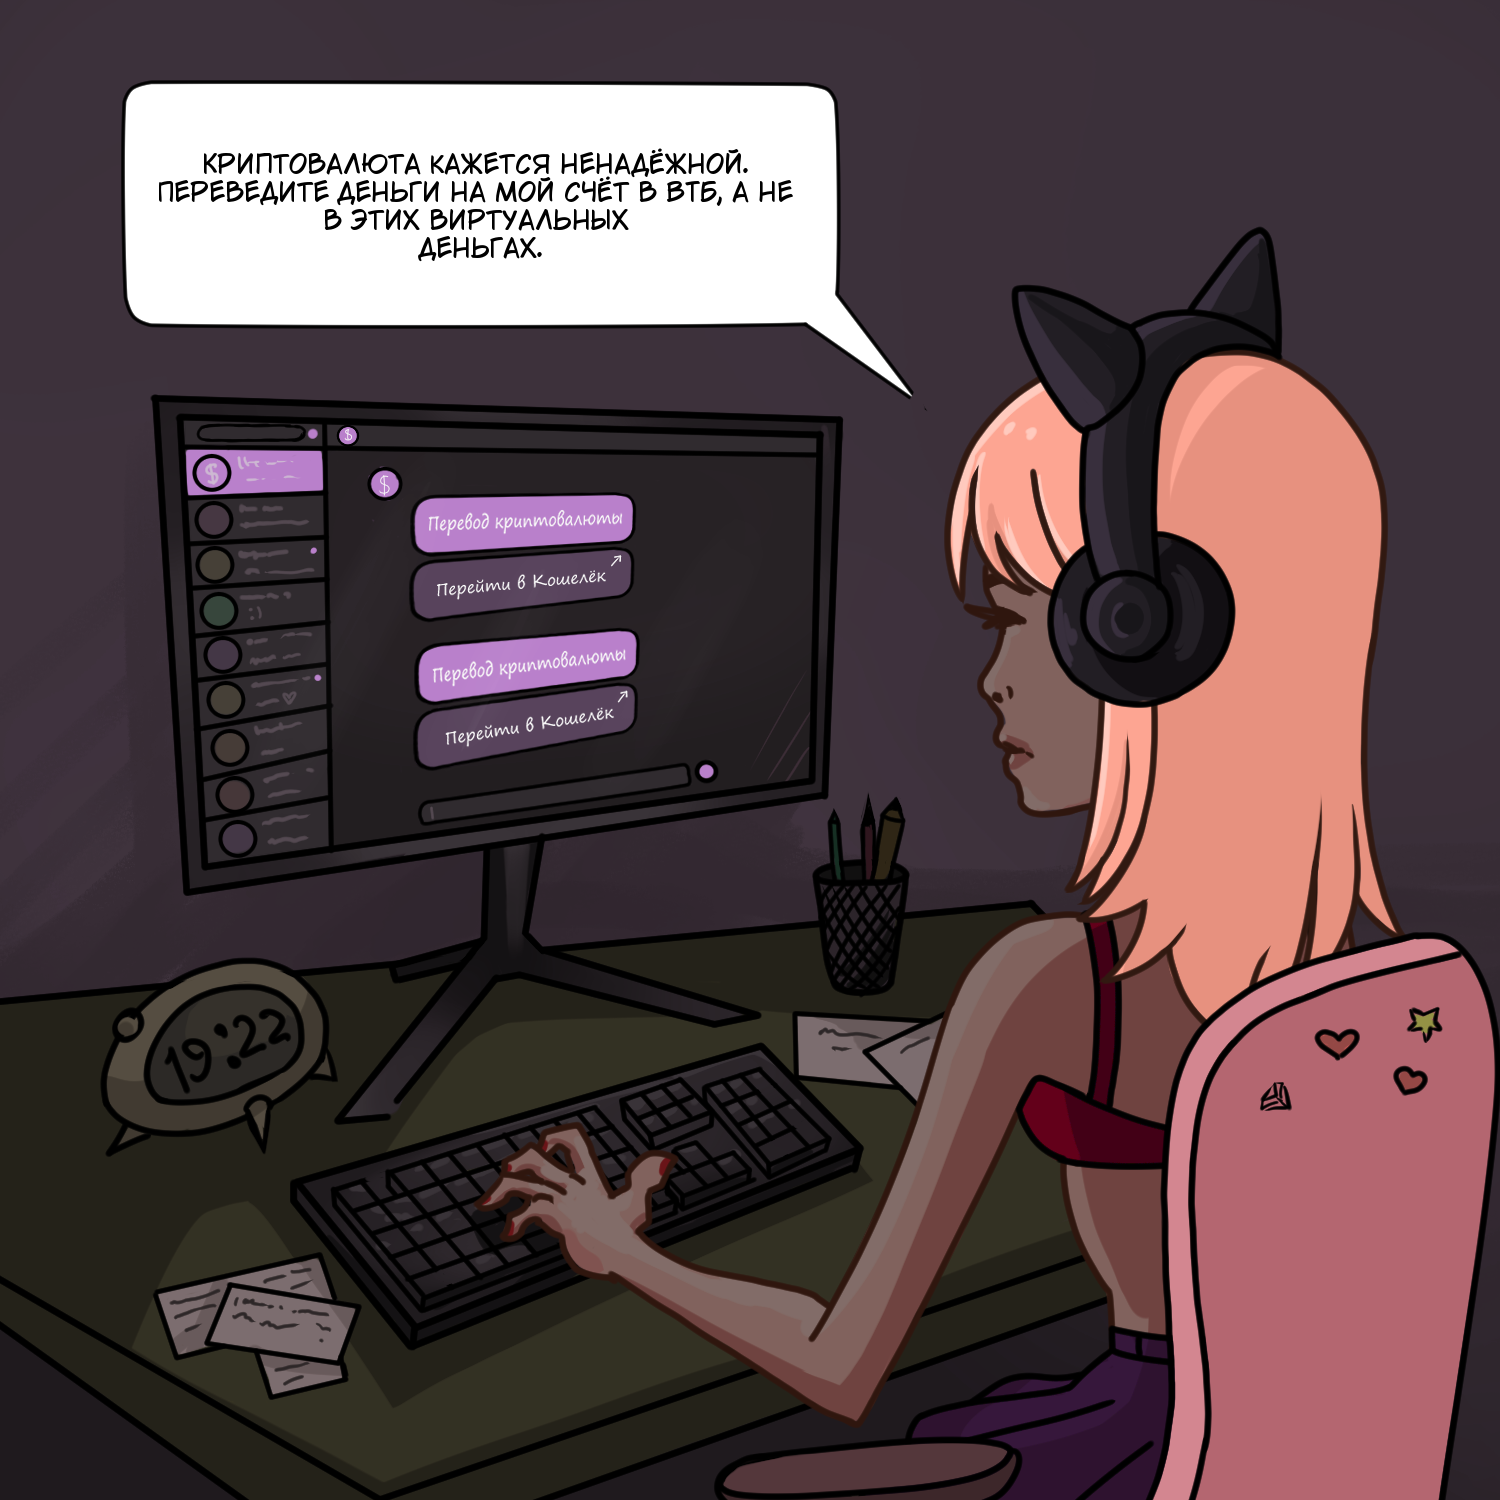 КРИПТОВАЛЮТА КАЖЕТСЯ НЕНАДЁЖНОЙ.
ПЕРЕВЕДИТЕ ДЕНЬГИ НА МОЙ СЧЁТ В ВТБ, А НЕ
В ЭТИХ ВИРТУАЛЬНЫХ
ДЕНЬГАХ.
$
$
$
:)
Перевод криптовалюты
Перейти в Кошелёк
Перевод криптовалюты
Перейти в Кошелёк
19:22